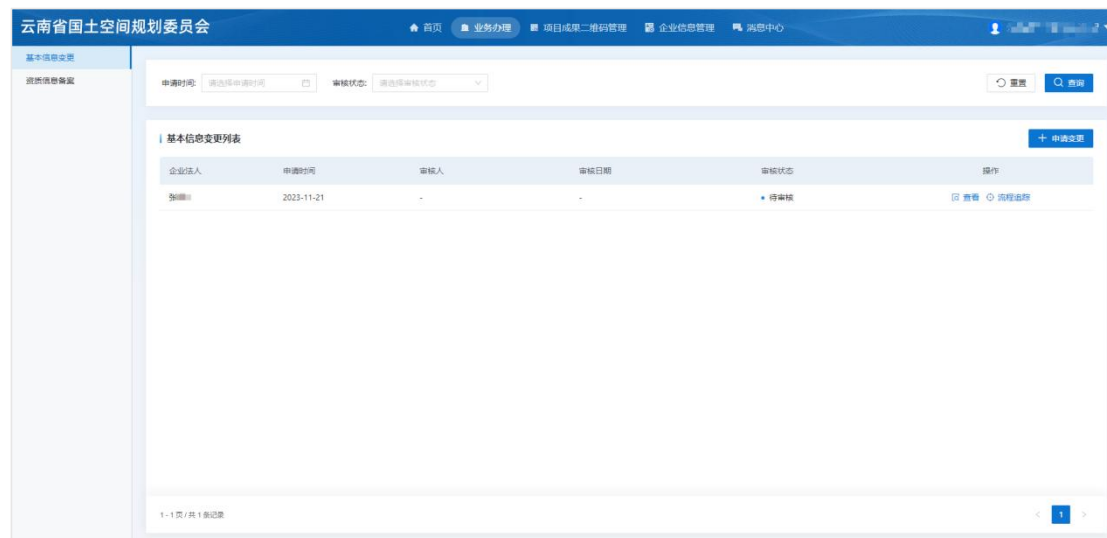 云南省国土空间规划委员会 首页 业务办理 项目成果二维码管理 企业信息管理 消息中心
基本信息变更
资质信息备案
申请时间: 请选择申请时间 审核状态: 请选择审核状态 重置 查询
基本信息变更列表 申请变更
企业法人 申请时间 审核人 审核日期 审核状态 操作
张 2023-11-21 - - 待审核 查看 流程追踪
1-1页/共1条记录 < 1 >